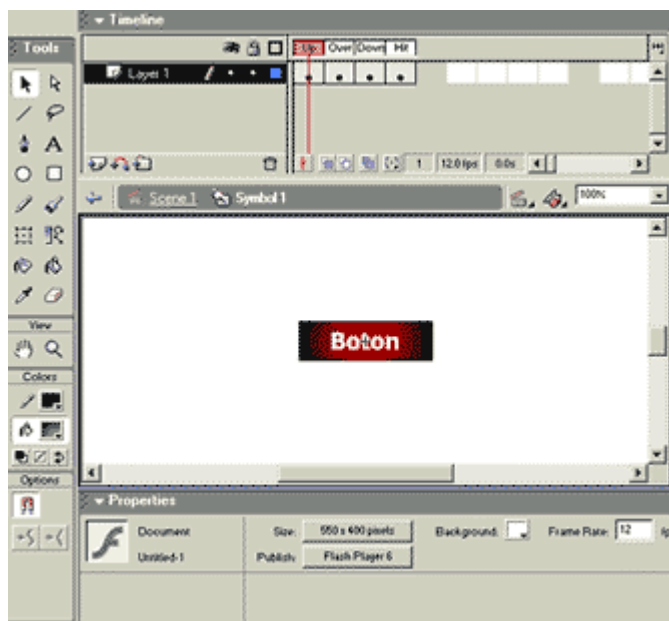 Timeline
Tools
Up Over Down Hit
Layer 1
1 12.0 fps 0.0s
Scene 1 Symbol 1 100%
Boton
View
Colors
Options
Properties
Document Size: 550 x 400 pixels Background: Frame Rate: 12
Untitled-1 Publish: Flash Player 6